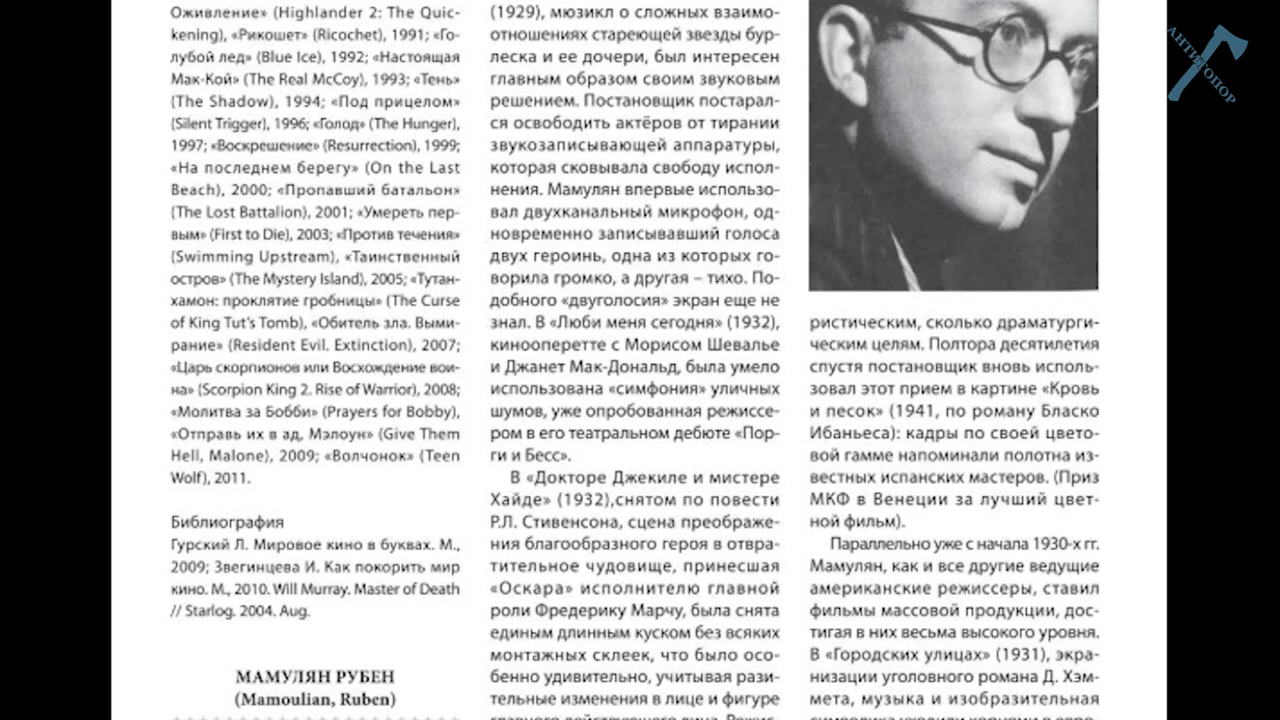 Оживление» (Highlander 2: The Quic-
kening), «Рикошет» (Ricochet), 1991; «Го-
лубой лед» (Blue Ice), 1992; «Настоящая
Мак-Кой» (The Real McCoy), 1993; «Тень»
(The Shadow), 1994; «Под прицелом»
(Silent Trigger), 1996; «Голод» (The Hunger),
1997; «Воскрешение» (Resurrection), 1999;
«На последнем берегу» (On the Last
Beach), 2000; «Пропавший батальон»
(The Lost Battalion), 2001; «Умереть пер-
вым» (First to Die), 2003; «Против течения»
(Swimming Upstream), «Таинственный
остров» (The Mystery Island), 2005; «Тутан-
хамон: проклятие гробницы» (The Curse
of King Tut's Tomb), «Обитель зла. Выми-
рание» (Resident Evil. Extinction), 2007;
«Царь скорпионов или Восхождение вои-
на» (Scorpion King 2. Rise of Warrior), 2008;
«Молитва за Бобби» (Prayers for Bobby),
«Отправь их в ад, Мэлоун» (Give Them
Hell, Malone), 2009; «Волчонок» (Teen
Wolf), 2011.
Библиография
Гурский Л. Мировое кино в буквах. М.,
2009; Звегинцева И. Как покорить мир
кино. М., 2010. Will Murray. Master of Death
// Starlog. 2004. Aug.
МАМУЛЯН РУБЕН
(Mamoulian, Ruben)
(1929), мюзикл о сложных взаимо-
отношениях стареющей звезды бур-
леска и ее дочери, был интересен
главным образом своим звуковым
решением. Постановщик постарал-
ся освободить актёров от тирании
звукозаписывающей аппаратуры,
которая сковывала свободу испол-
нения. Мамулян впервые использо-
вал двухканальный микрофон, од-
новременно записывавший голоса
двух героинь, одна из которых го-
ворила громко, а другая – тихо. По-
добного «двуголосия» экран еще не
знал. В «Люби меня сегодня» (1932),
кинооперетте с Морисом Шевалье
и Джанет Мак-Дональд, была умело
использована «симфония» уличных
шумов, уже опробованная режиссе-
ром в его театральном дебюте «Пор-
ги и Бесс».
В «Докторе Джекиле и мистере
Хайде» (1932),снятом по повести
Р.Л. Стивенсона, сцена преображе-
ния благообразного героя в отвра-
тительное чудовище, принесшая
«Оскара» исполнителю главной
роли Фредерику Марчу, была снята
единым длинным куском без всяких
монтажных склеек, что было осо-
бенно удивительно, учитывая рази-
тельные изменения в лице и фигуре
главного действующего лица. Режис-
ристическим, сколько драматурги-
ческим целям. Полтора десятилетия
спустя постановщик вновь исполь-
зовал этот прием в картине «Кровь
и песок» (1941, по роману Бласко
Ибаньеса): кадры по своей цвето-
вой гамме напоминали полотна из-
вестных испанских мастеров. (Приз
МКФ в Венеции за лучший цвет-
ной фильм).
Параллельно уже с начала 1930-х гг.
Мамулян, как и все другие ведущие
американские режиссеры, ставил
фильмы массовой продукции, дос-
тигая в них весьма высокого уровня.
В «Городских улицах» (1931), экра-
низации уголовного романа Д. Хэм-
мета, музыка и изобразительная
символика уходили корнями в евро-
АНТИТОПОР